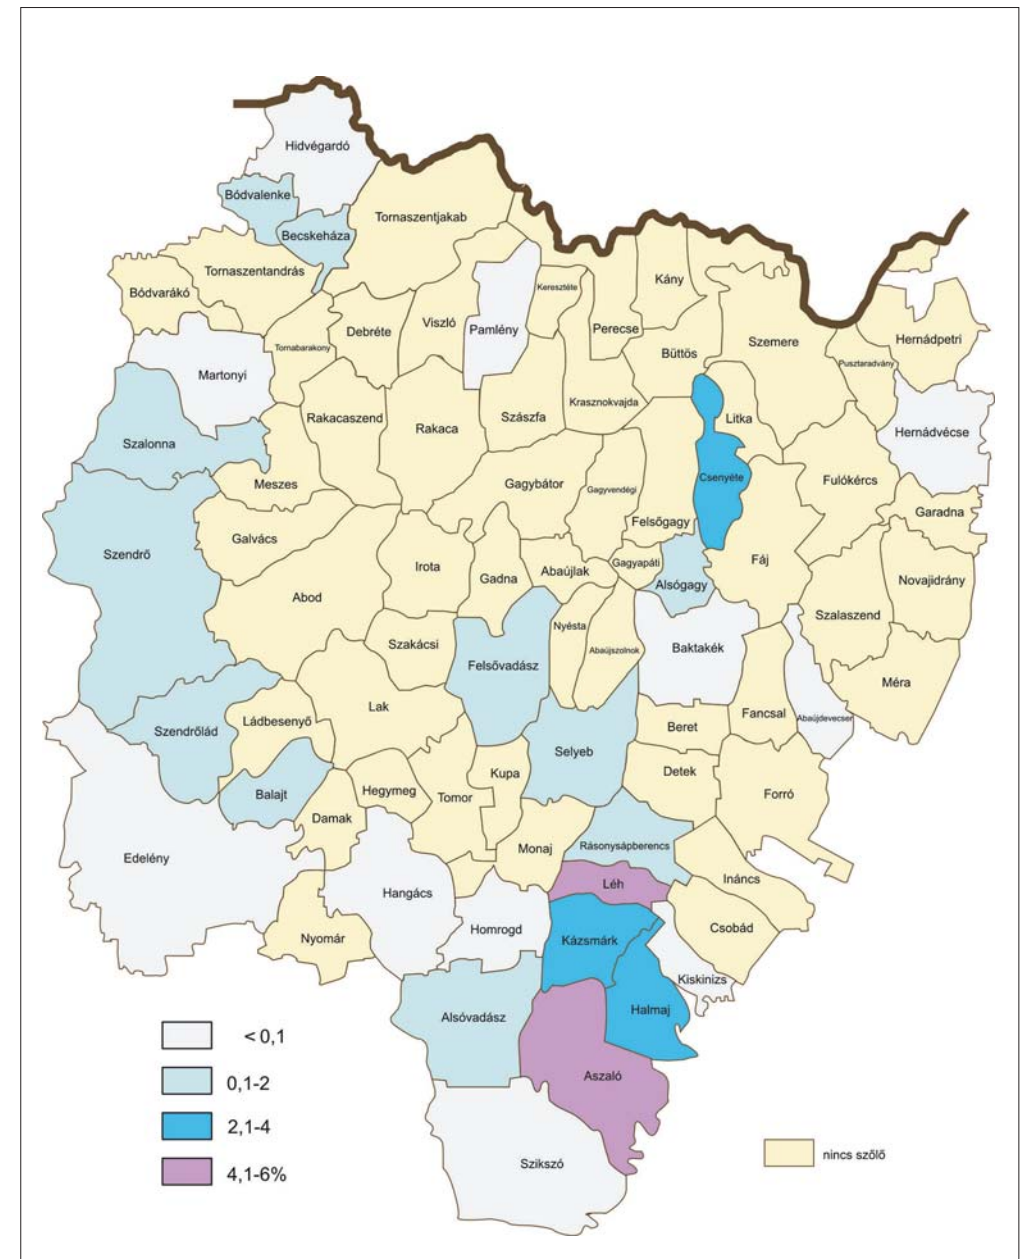 Hidvégardó
Bódvalenke
Tornaszentjakab
Becskeháza
Tornaszentandrás
Kány
Keresztéte
Bódvarákó
Viszló
Pamlény
Perecse
Debréte
Hernádpetri
Szemere
Tornabarakony
Büttös
Pusztaradvány
Martonyi
Krasznokvajda
Rakacaszend
Szászfa
Litka
Rakaca
Hernádvécse
Szalonna
Csenyéte
Fulókércs
Meszes
Gagybátor
Gagyvendégi
Garadna
Felsőgagy
Galvács
Szendrő
Gagyapáti
Fáj
Irota
Abaújlak
Gadna
Novajidrány
Alsógagy
Abod
Szalaszend
Nyésta
Szakácsi
Baktakék
Abaújszolnok
Felsővadász
Méra
Lak
Fancsal
Abaújdevecser
Ládbesenyő
Beret
Szendrőlád
Selyeb
Kupa
Detek
Hegymeg
Forró
Balajt
Tomor
Damak
Rásonysápberencs
Monaj
Edelény
Ináncs
Léh
Hangács
Csobád
Homrogd
Nyomár
Kázsmárk
Kiskinizs
Halmaj
Alsóvadász
Aszaló
Szikszó
< 0,1
0,1-2
2,1-4
4,1-6%
nincs szőlő